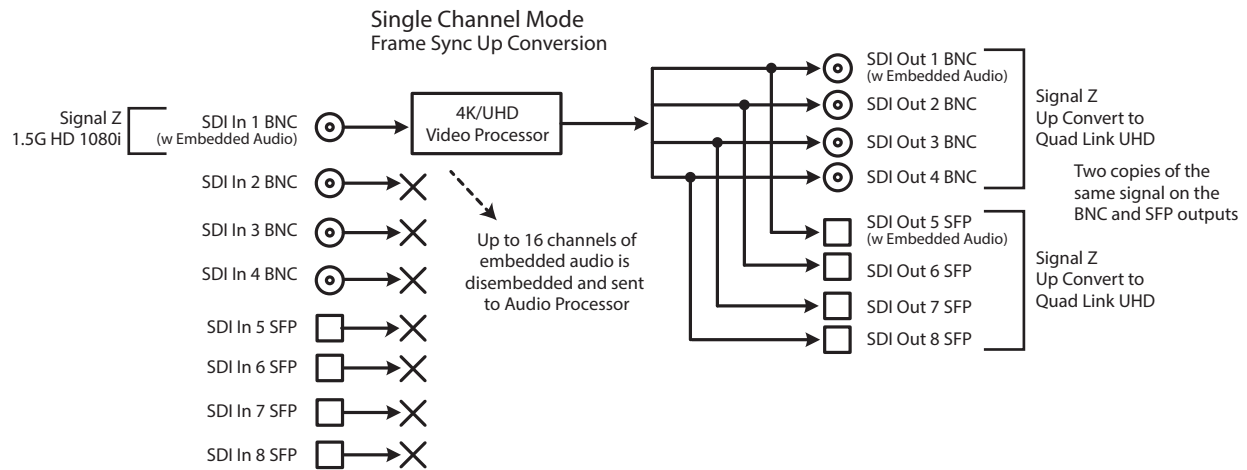 Single Channel Mode
Frame Sync Up Conversion
Signal Z
1.5G HD 1080i
SDI In 1 BNC
(w Embedded Audio)
SDI In 2 BNC
SDI In 3 BNC
SDI In 4 BNC
SDI In 5 SFP
SDI In 6 SFP
SDI In 7 SFP
SDI In 8 SFP
4K/UHD
Video Processor
Up to 16 channels of
embedded audio is
disembedded and sent
to Audio Processor
SDI Out 1 BNC
(w Embedded Audio)
SDI Out 2 BNC
SDI Out 3 BNC
SDI Out 4 BNC
SDI Out 5 SFP
(w Embedded Audio)
SDI Out 6 SFP
SDI Out 7 SFP
SDI Out 8 SFP
Signal Z
Up Convert to
Quad Link UHD
Two copies of the
same signal on the
BNC and SFP outputs
Signal Z
Up Convert to
Quad Link UHD